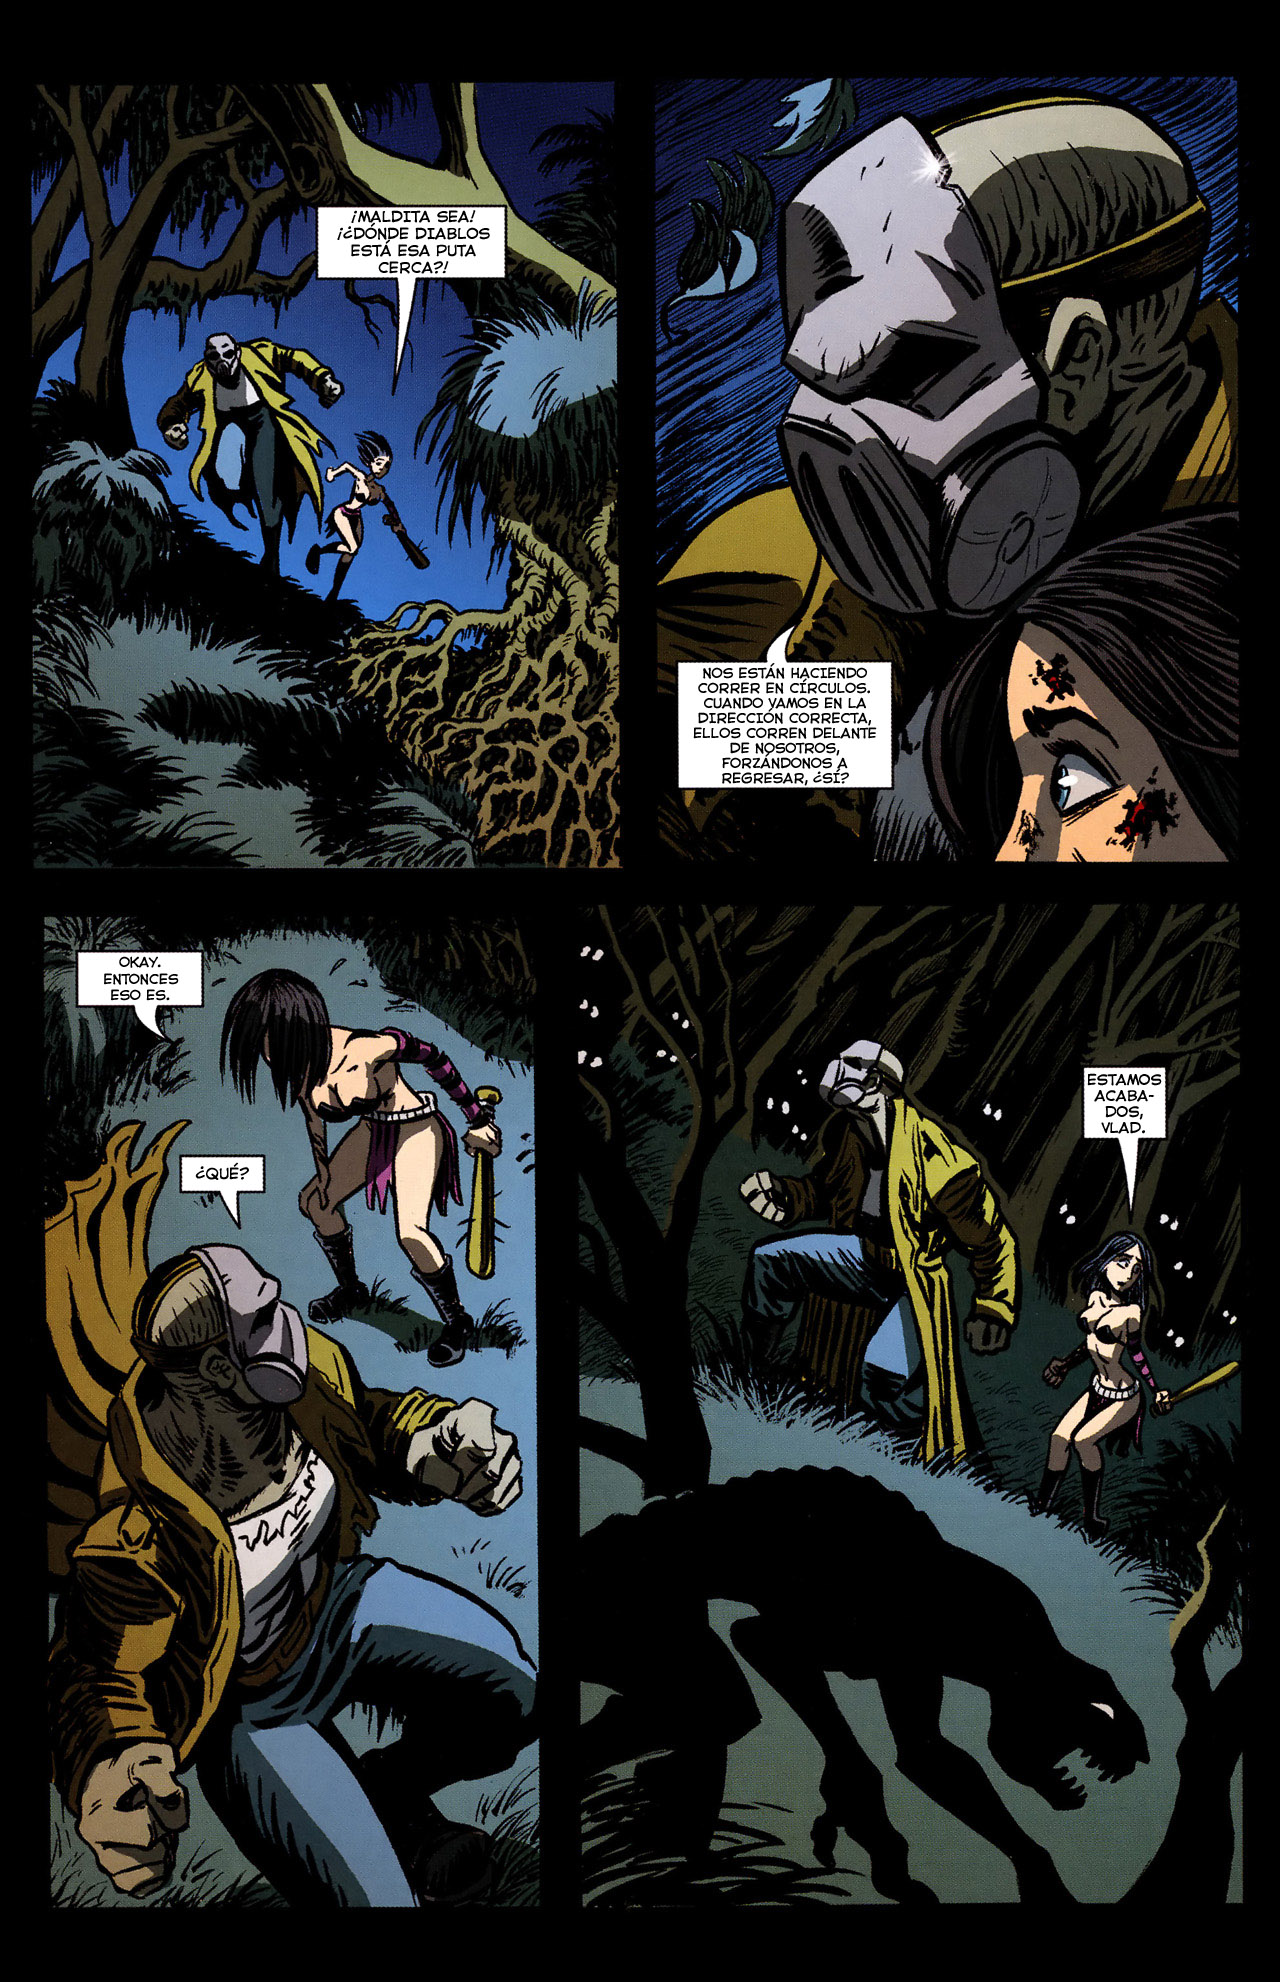 ¡MALDITA SEA!
¡¿DÓNDE DIABLOS
ESTÁ ESA PUTA
CERCA?!
NOS ESTÁN HACIENDO
CORRER EN CÍRCULOS.
CUANDO VAMOS EN LA
DIRECCIÓN CORRECTA,
ELLOS CORREN DELANTE
DE NOSOTROS,
FORZÁNDONOS A
REGRESAR, ¿SÍ?
OKAY.
ENTONCES
ESO ES.
¿QUÉ?
ESTAMOS
ACABA-
DOS,
VLAD.